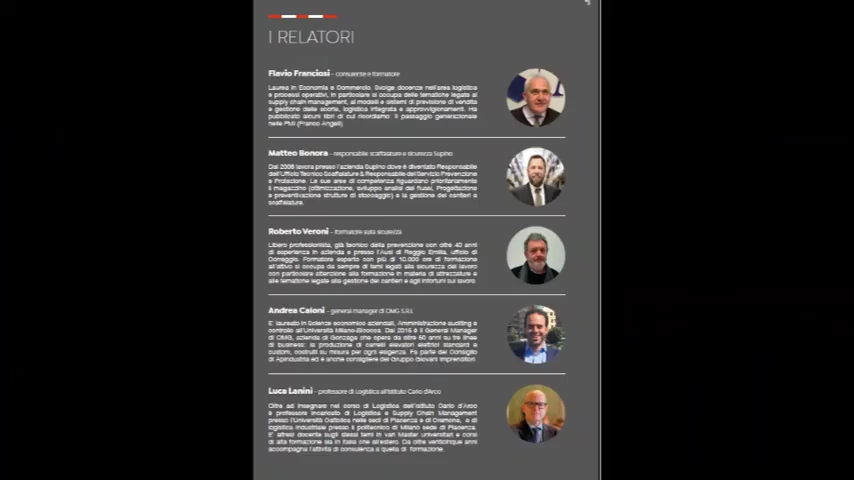 I RELATORI
Flavio Franciosi - consulente e formatore
Laurea in Economia e Commercio. Svolge docenze nell'area logistica
e processi operativi, in particolare si occupa delle tematiche legate al
supply chain management, ai modelli e sistemi di previsione di vendita
e gestione delle scorte, logistica integrata e approvvigionamenti. Ha
pubblicato alcuni libri di cui ricordiamo: Il passaggio generazionale
nelle PMI (Franco Angeli).
Matteo Bonora - responsabile scaffalature e sicurezza Supino
Dal 2006 lavora presso l'azienda Supino dove è diventato Responsabile
dell'Ufficio Tecnico Scaffalature & Responsabile del Servizio Prevenzione
e Protezione. Le sue aree di competenza riguardano prioritariamente
il magazzino (ottimizzazione, sviluppo analisi dei flussi, Progettazione
e preventivazione strutture di stoccaggio) e la gestione dei cantieri e
scaffalature.
Roberto Veroni - formatore sulla sicurezza
Libero professionista, già tecnico della prevenzione con oltre 40 anni
di esperienza in azienda e presso l'Ausl di Reggio Emilia, ufficio di
Correggio. Formatore esperto con più di 10.000 ore di formazione
all'attivo si occupa da sempre di temi legati alla sicurezza del lavoro
con particolare attenzione alla formazione in materia di attrezzature e
alle tematiche legate alla gestione dei cantieri e agli infortuni sul lavoro.
Andrea Caloni - general manager di OMG S.R.L
E' laureato in Scienze economico aziendali, Amministrazione auditing e
controllo all'Università Milano-Bicocca. Dal 2015 è il General Manager
di OMG, azienda di Gonzaga che opera da oltre 50 anni su tre linee
di business: la produzione di carrelli elevatori elettrici standard e
custom, costruiti su misura per ogni esigenza. Fa parte del Consiglio
di Apindustria ed è anche consigliere del Gruppo Giovani Imprenditori.
Luca Lanini - professore di Logistica all'Istituto Carlo d'Arco
Oltre ad insegnare nel corso di Logistica dell'Istituto Carlo d'Arco
è professore incaricato di Logistica e Supply Chain Management
presso l'Università Cattolica nelle sedi di Piacenza e di Cremona, e di
logistica industriale presso il politecnico di Milano sede di Piacenza.
E' altresì docente sugli stessi temi in vari Master universitari e corsi
di alta formazione sia in Italia che all'estero. Da oltre venticinque anni
accompagna l'attività di consulenza a quella di formazione.